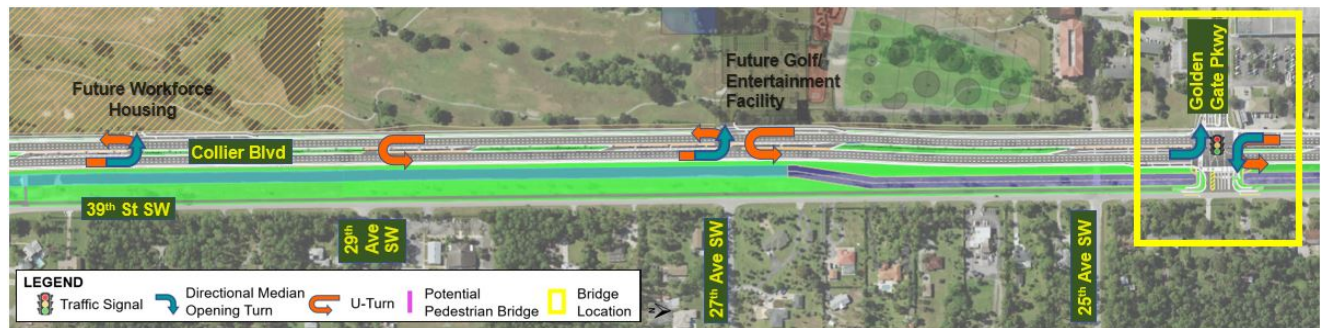 Future Workforce
Housing
Future Golf/
Entertainment
Facility
Golden
Gate Pkwy
Collier Blvd
39th St SW
29th
Ave
SW
27th Ave SW
25th Ave SW
LEGEND
Traffic Signal
Directional Median
Opening Turn
U-Turn
Potential
Pedestrian Bridge
Bridge
Location
N